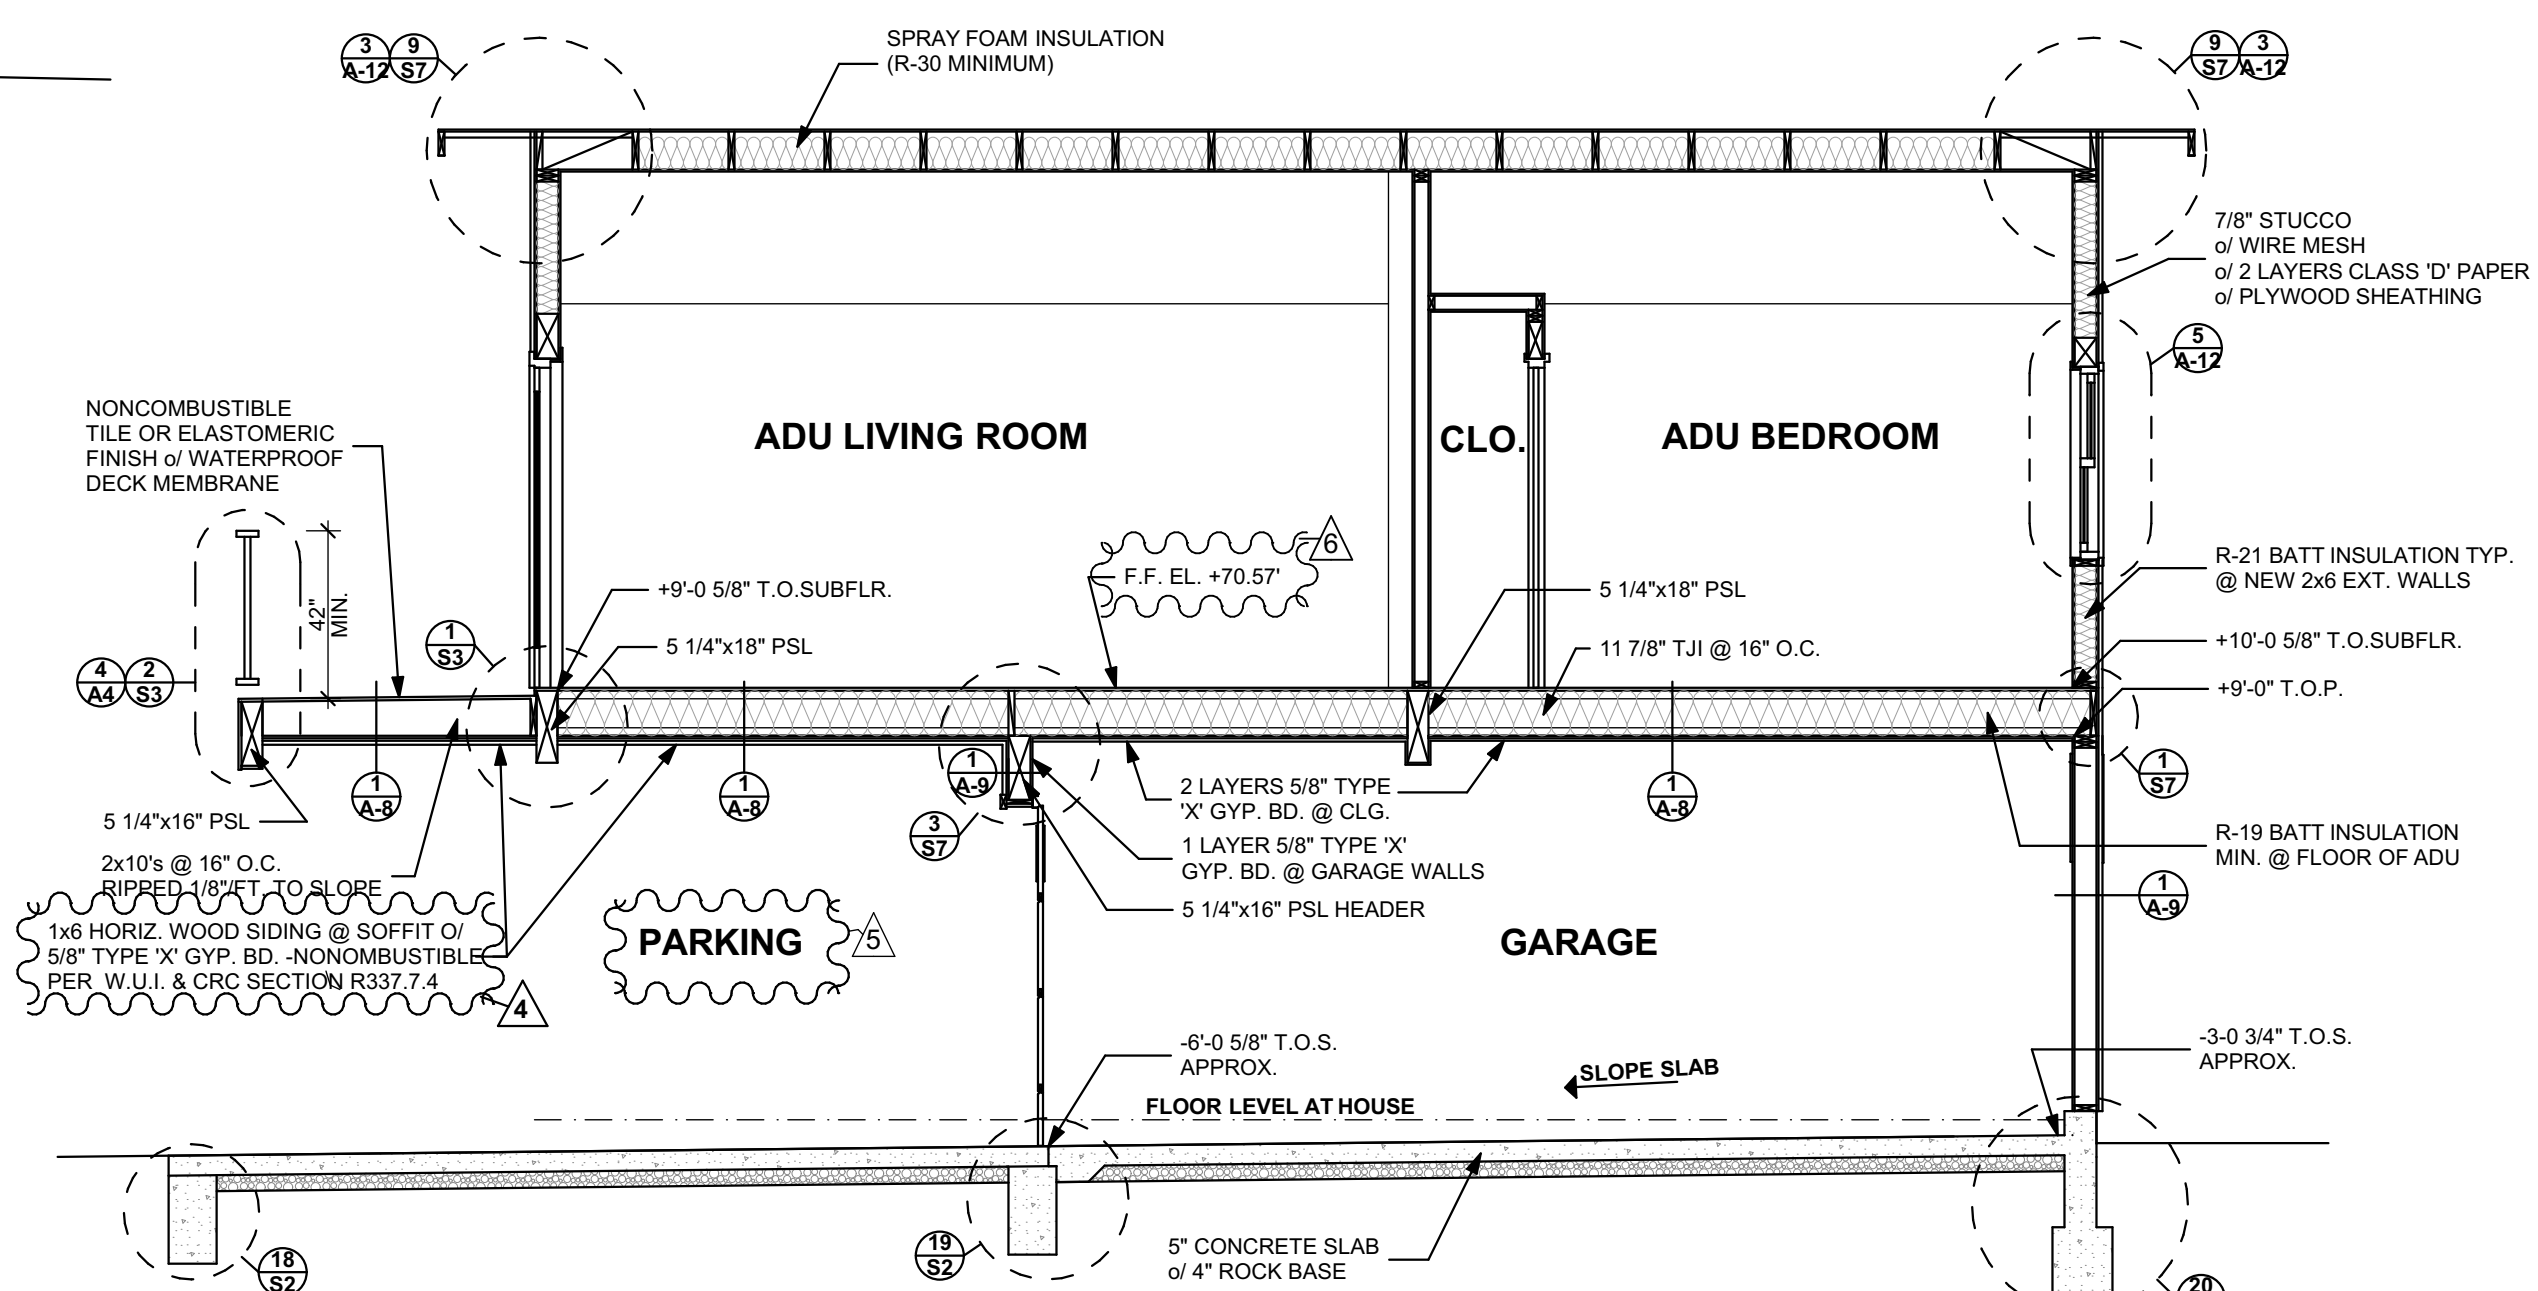 3
A-12
9
S7
SPRAY FOAM INSULATION
(R-30 MINIMUM)
9
S7
3
A-12
7/8" STUCCO
o/ WIRE MESH
o/ 2 LAYERS CLASS 'D' PAPER
o/ PLYWOOD SHEATHING
5
A-12
NONCOMBUSTIBLE
TILE OR ELASTOMERIC
FINISH o/ WATERPROOF
DECK MEMBRANE
ADU LIVING ROOM
CLO.
ADU BEDROOM
42"
MIN.
6
F.F. EL. +70.57'
+9'-0 5/8" T.O.SUBFLR.
5 1/4"x18" PSL
5 1/4"x18" PSL
11 7/8" TJI @ 16" O.C.
R-21 BATT INSULATION TYP.
@ NEW 2x6 EXT. WALLS
+10'-0 5/8" T.O.SUBFLR.
+9'-0" T.O.P.
1
S3
4
A4
2
S3
1
A-8
1
A-8
1
A-9
3
S7
1
A-8
1
S7
1
A-9
5 1/4"x16" PSL
2x10's @ 16" O.C.
RIPPED 1/8"/FT. TO SLOPE
1x6 HORIZ. WOOD SIDING @ SOFFIT O/
5/8" TYPE 'X' GYP. BD. -NONOMBUSTIBLE
PER W.U.I. & CRC SECTION R337.7.4
4
PARKING
5
2 LAYERS 5/8" TYPE
'X' GYP. BD. @ CLG.
1 LAYER 5/8" TYPE 'X'
GYP. BD. @ GARAGE WALLS
5 1/4"x16" PSL HEADER
R-19 BATT INSULATION
MIN. @ FLOOR OF ADU
GARAGE
-6'-0 5/8" T.O.S.
APPROX.
SLOPE SLAB
-3-0 3/4" T.O.S.
APPROX.
FLOOR LEVEL AT HOUSE
5" CONCRETE SLAB
o/ 4" ROCK BASE
18
S2
19
S2
20